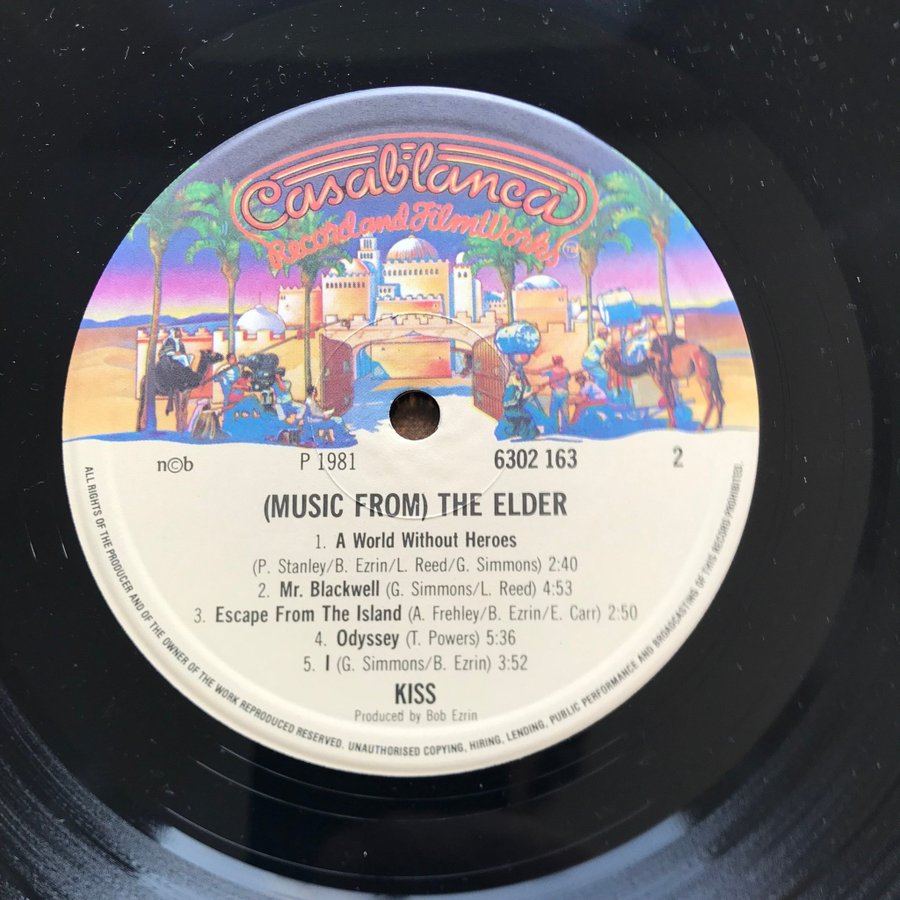 Casablanca
Record and FilmWorks TM
n©b P 1981 6302 163 2
(MUSIC FROM) THE ELDER
1. A World Without Heroes
(P. Stanley/B. Ezrin/L. Reed/G. Simmons) 2:40
2. Mr. Blackwell (G. Simmons/L. Reed) 4:53
3. Escape From The Island (A. Frehley/B. Ezrin/E. Carr) 2:50
4. Odyssey (T. Powers) 5:36
5. I (G. Simmons/B. Ezrin) 3:52
KISS
Produced by Bob Ezrin
ALL RIGHTS OF THE PRODUCER AND OF THE OWNER OF THE WORK REPRODUCED RESERVED. UNAUTHORISED COPYING, HIRING, LENDING, PUBLIC PERFORMANCE AND BROADCASTING OF THIS RECORD PROHIBITED.